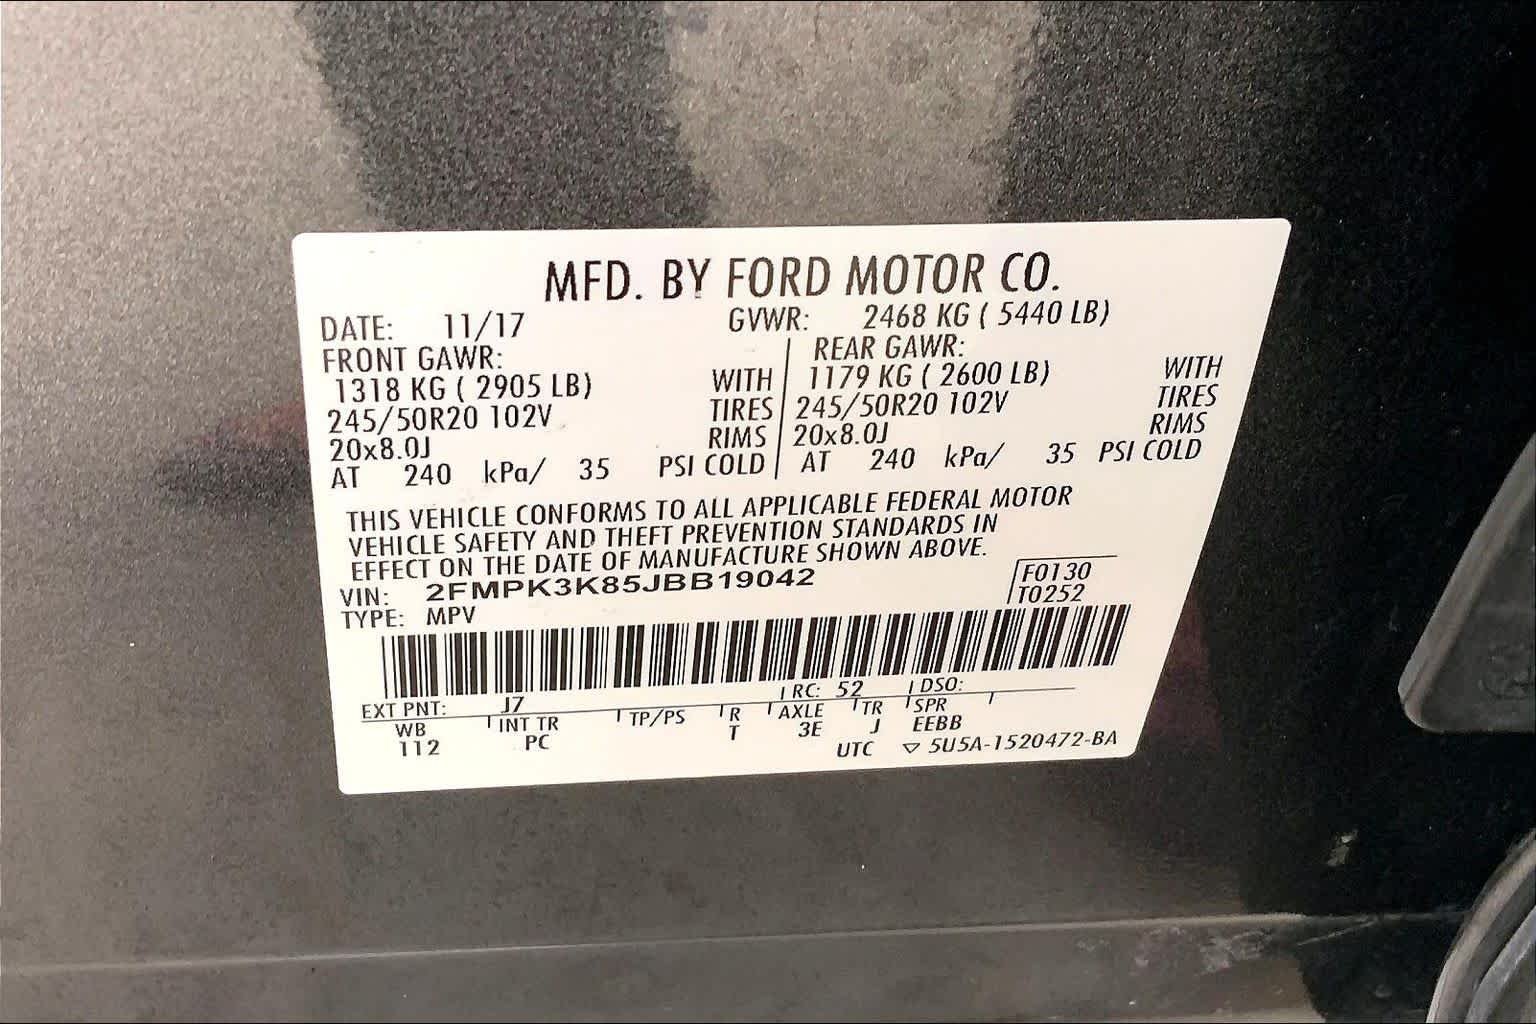 MFD. BY FORD MOTOR CO.
DATE: 11/17 GVWR: 2468 KG ( 5440 LB)
FRONT GAWR: REAR GAWR:
1318 KG ( 2905 LB) WITH 1179 KG ( 2600 LB) WITH
245/50R20 102V TIRES 245/50R20 102V TIRES
20x8.0J RIMS 20x8.0J RIMS
AT 240 kPa/ 35 PSI COLD AT 240 kPa/ 35 PSI COLD
THIS VEHICLE CONFORMS TO ALL APPLICABLE FEDERAL MOTOR
VEHICLE SAFETY AND THEFT PREVENTION STANDARDS IN
EFFECT ON THE DATE OF MANUFACTURE SHOWN ABOVE.
VIN: 2FMPK3K85JBB19042 F0130
TYPE: MPV T0252
EXT PNT: J7 RC: 52 DSO:
WB INT TR TP/PS R AXLE TR SPR
112 PC T 3E J EEBB
UTC ▽ 5U5A-1520472-BA